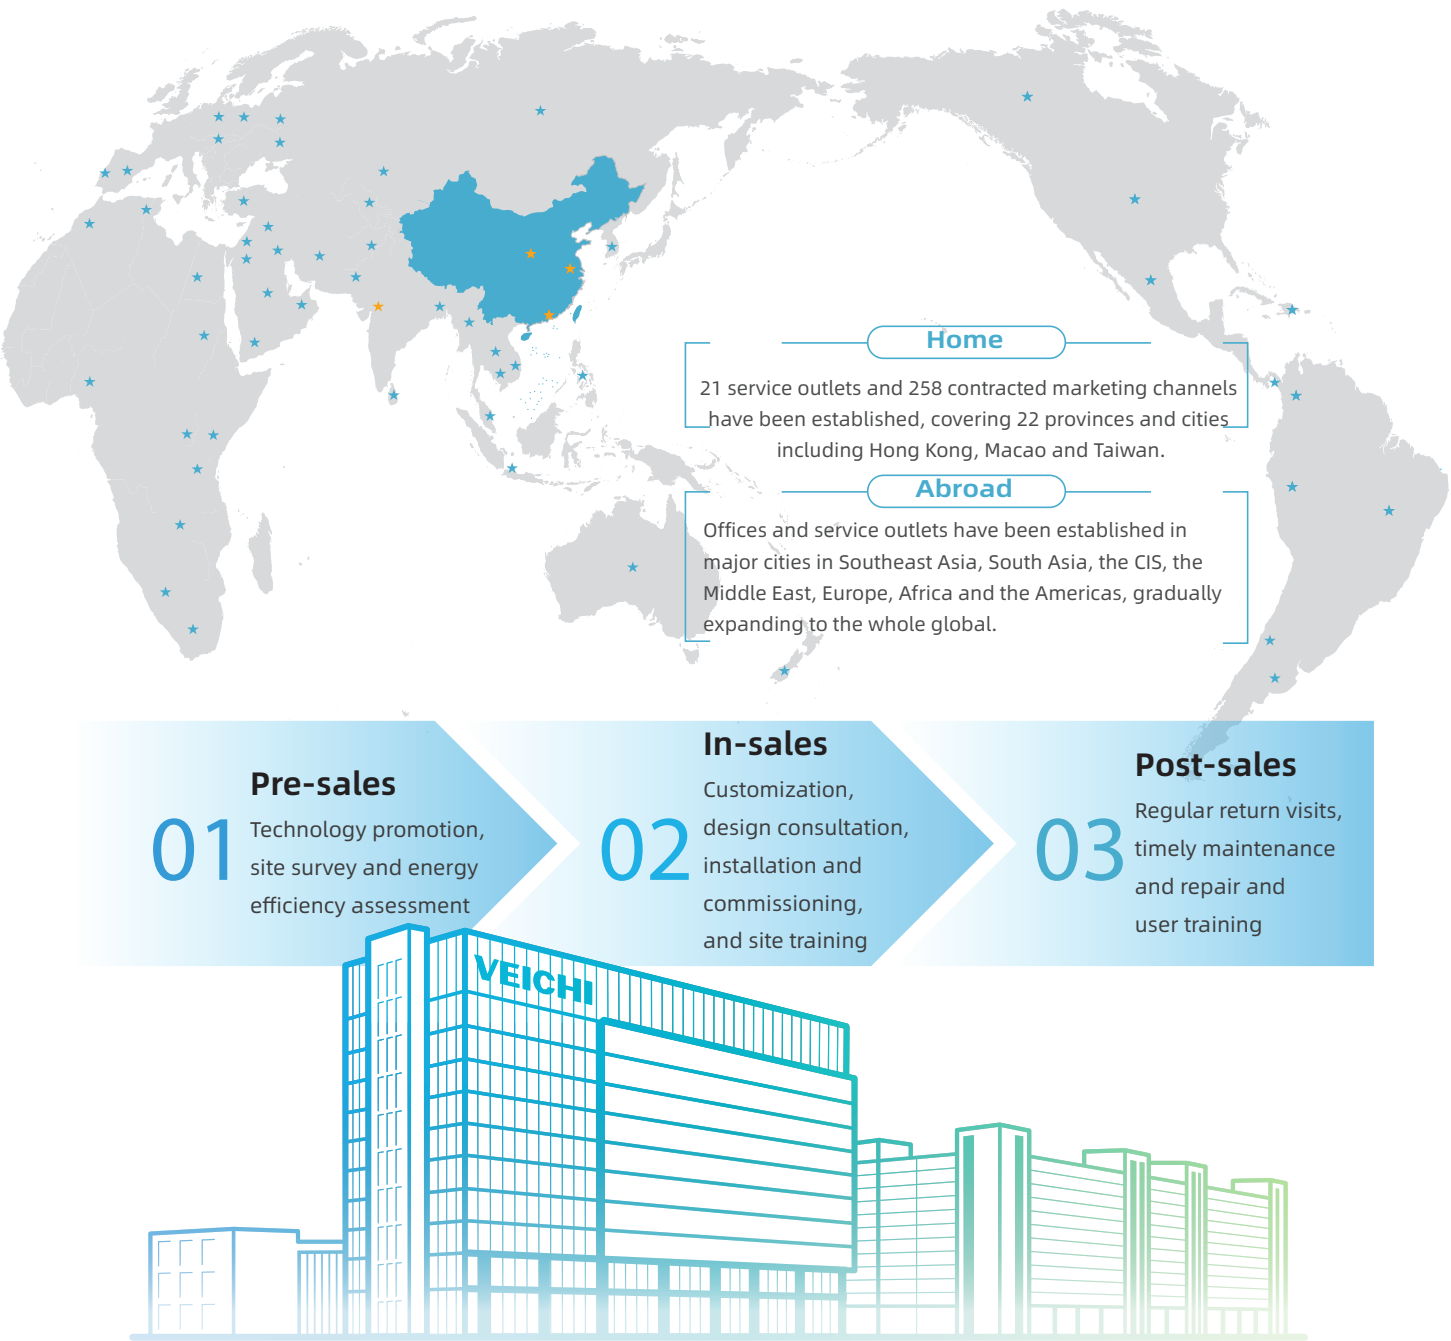 Home
21 service outlets and 258 contracted marketing channels
have been established, covering 22 provinces and cities
including Hong Kong, Macao and Taiwan.
Abroad
Offices and service outlets have been established in
major cities in Southeast Asia, South Asia, the CIS, the
Middle East, Europe, Africa and the Americas, gradually
expanding to the whole global.
01
Pre-sales
Technology promotion,
site survey and energy
efficiency assessment
02
In-sales
Customization,
design consultation,
installation and
commissioning,
and site training
03
Post-sales
Regular return visits,
timely maintenance
and repair and
user training
VEICHI